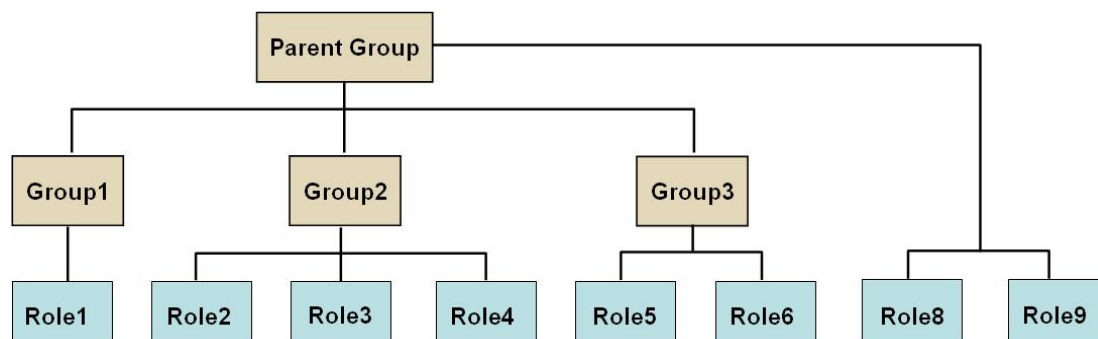 Parent Group
Group1
Group2
Group3
Role1
Role2
Role3
Role4
Role5
Role6
Role8
Role9